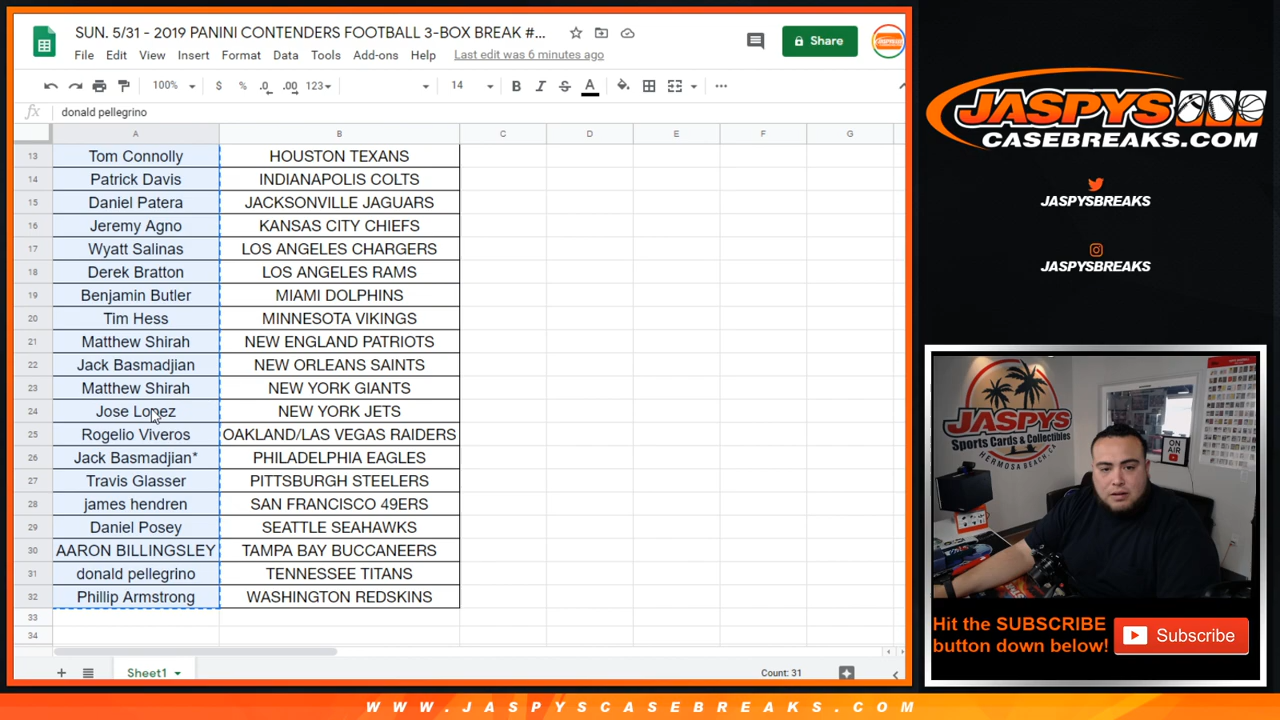 SUN. 5/31 - 2019 PANINI CONTENDERS FOOTBALL 3-BOX BREAK #...
Share
File Edit View Insert Format Data Tools Add-ons Help Last edit was 6 minutes ago
100% $ % .0 .00 123 14 B I S A
fx donald pellegrino
A B C D E F G
13 Tom Connolly HOUSTON TEXANS
14 Patrick Davis INDIANAPOLIS COLTS
15 Daniel Patera JACKSONVILLE JAGUARS
16 Jeremy Agno KANSAS CITY CHIEFS
17 Wyatt Salinas LOS ANGELES CHARGERS
18 Derek Bratton LOS ANGELES RAMS
19 Benjamin Butler MIAMI DOLPHINS
20 Tim Hess MINNESOTA VIKINGS
21 Matthew Shirah NEW ENGLAND PATRIOTS
22 Jack Basmadjian NEW ORLEANS SAINTS
23 Matthew Shirah NEW YORK GIANTS
24 Jose Lopez NEW YORK JETS
25 Rogelio Viveros OAKLAND/LAS VEGAS RAIDERS
26 Jack Basmadjian* PHILADELPHIA EAGLES
27 Travis Glasser PITTSBURGH STEELERS
28 james hendren SAN FRANCISCO 49ERS
29 Daniel Posey SEATTLE SEAHAWKS
30 AARON BILLINGSLEY TAMPA BAY BUCCANEERS
31 donald pellegrino TENNESSEE TITANS
32 Phillip Armstrong WASHINGTON REDSKINS
33
34
Sheet1
Count: 31
JASPYS
CASEBREAKS.COM
JASPYSBREAKS
JASPYSBREAKS
JASPYS
Sports Cards & Collectibles
HERMOSA BEACH, CA
ON AIR
Hit the SUBSCRIBE
button down below!
Subscribe
WWW.JASPYSCASEBREAKS.COM